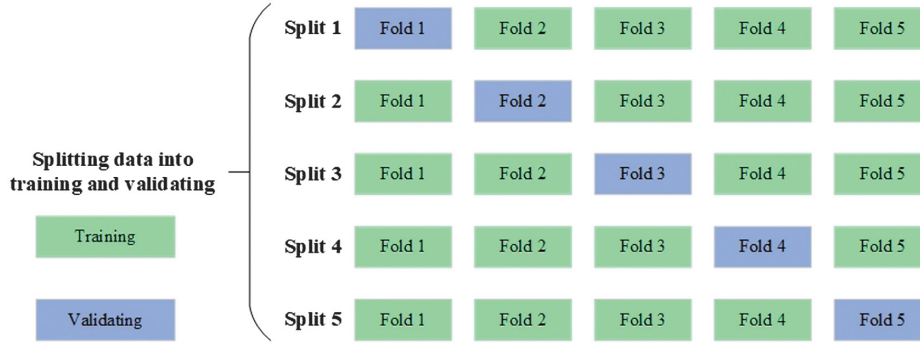 Split 1 Fold 1 Fold 2 Fold 3 Fold 4 Fold 5
Split 2 Fold 1 Fold 2 Fold 3 Fold 4 Fold 5
Splitting data into
training and validating
Split 3 Fold 1 Fold 2 Fold 3 Fold 4 Fold 5
Training
Split 4 Fold 1 Fold 2 Fold 3 Fold 4 Fold 5
Validating
Split 5 Fold 1 Fold 2 Fold 3 Fold 4 Fold 5